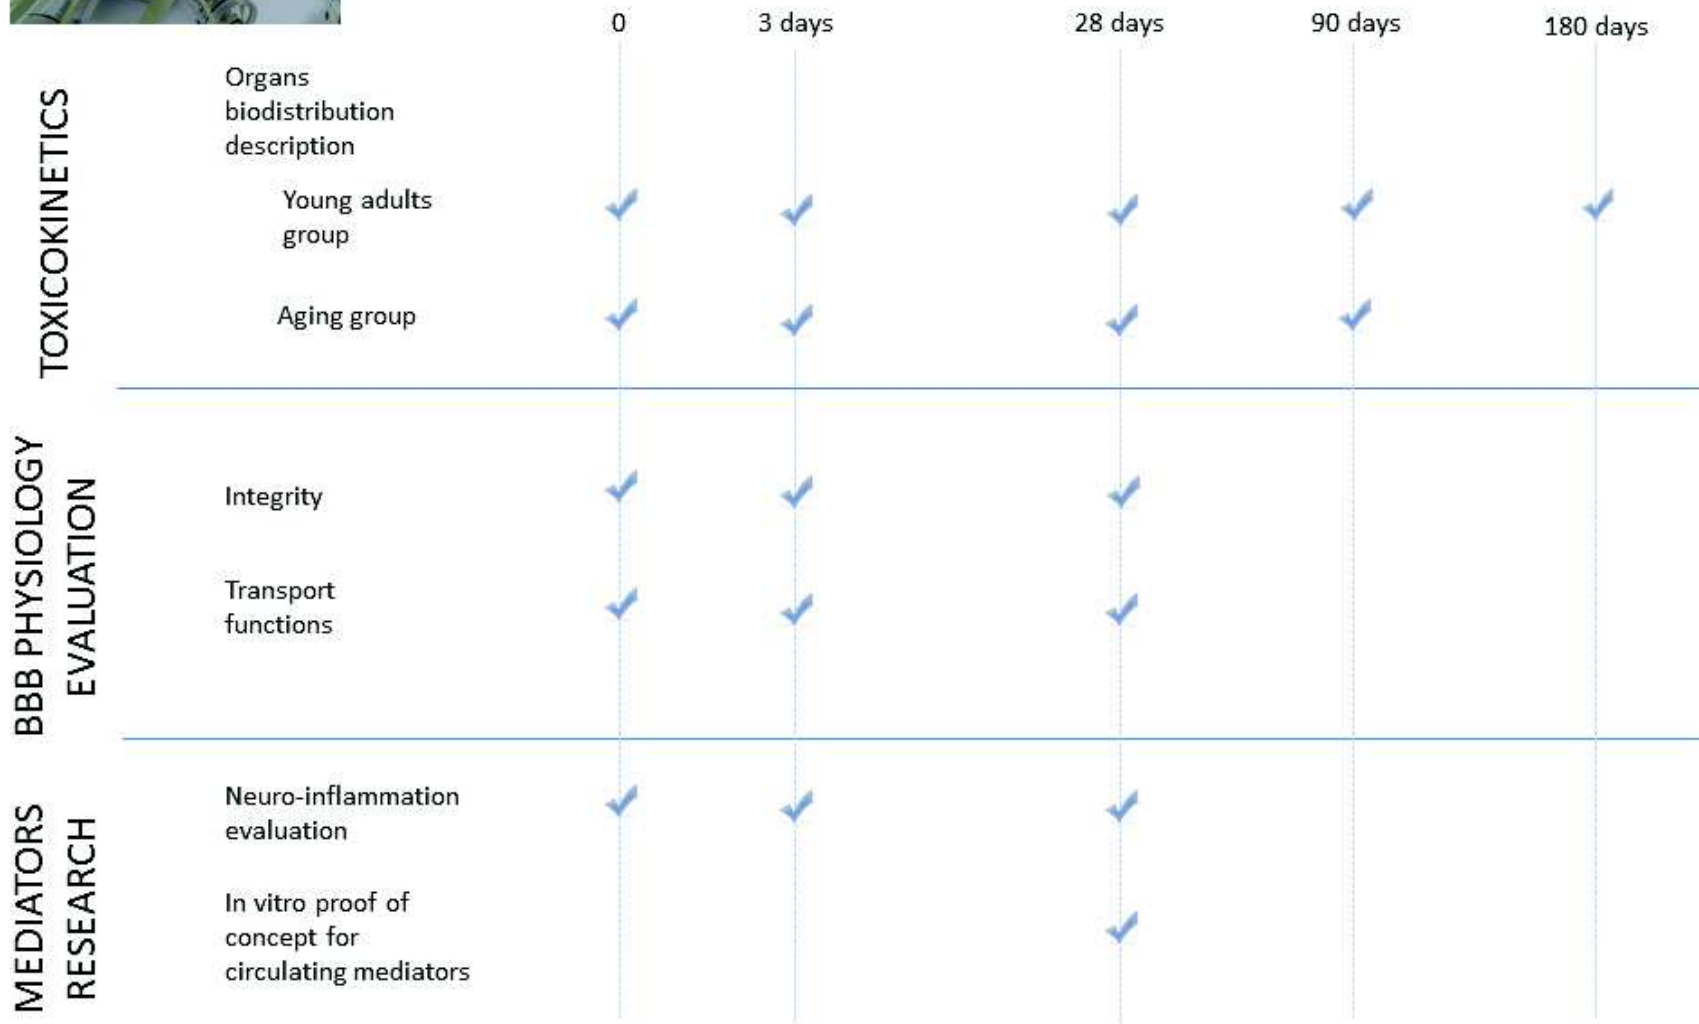 0 3 days 28 days 90 days 180 days
TOXICOKINETICS
Organs
biodistribution
description
Young adults
group
Aging group
BBB PHYSIOLOGY
EVALUATION
Integrity
Transport
functions
MEDIATORS
RESEARCH
Neuro-inflammation
evaluation
In vitro proof of
concept for
circulating mediators